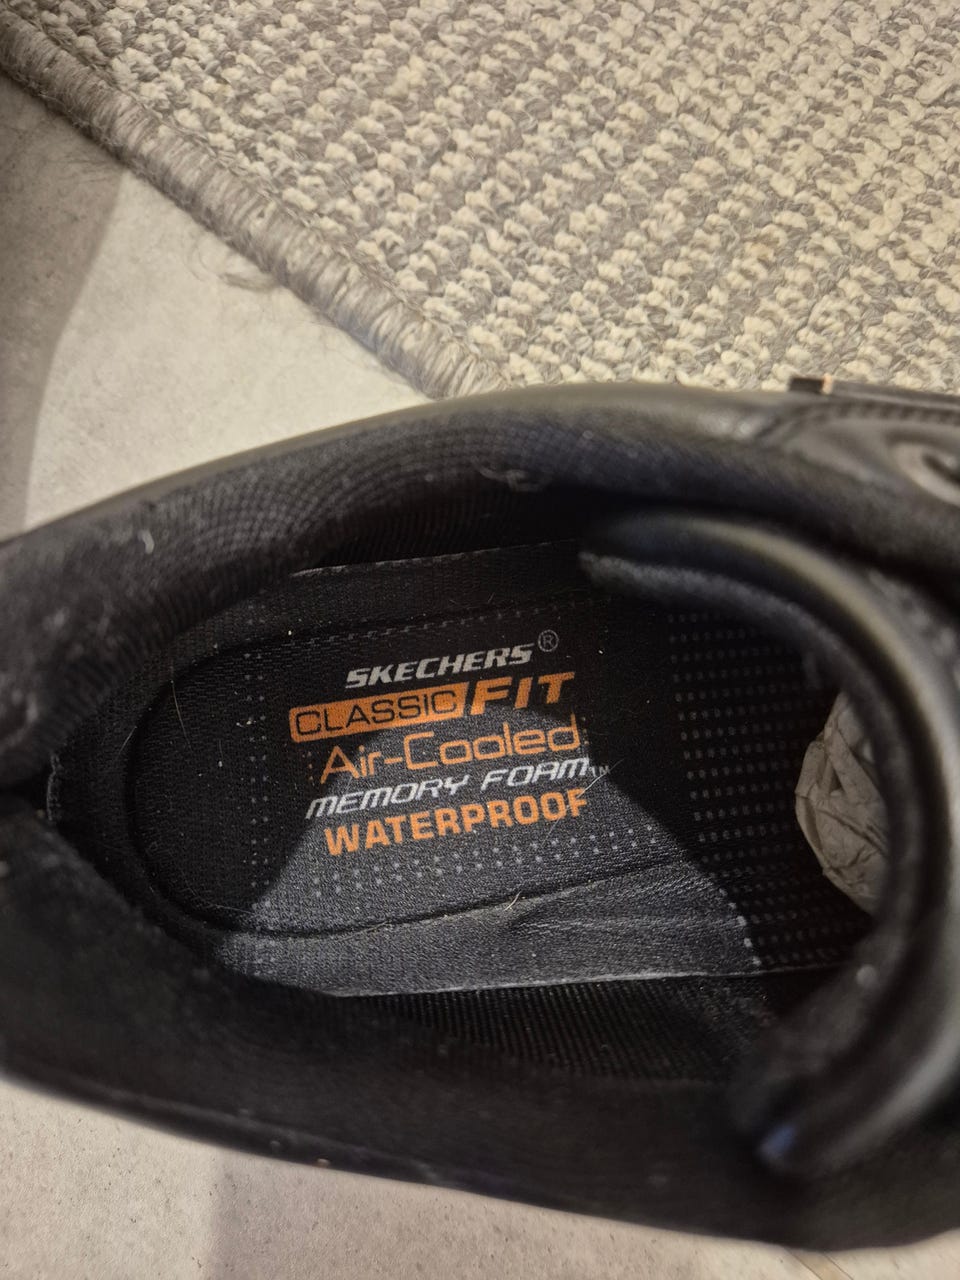 SKECHERS®
CLASSIC FIT
Air-Cooled
MEMORY FOAM™
WATERPROOF